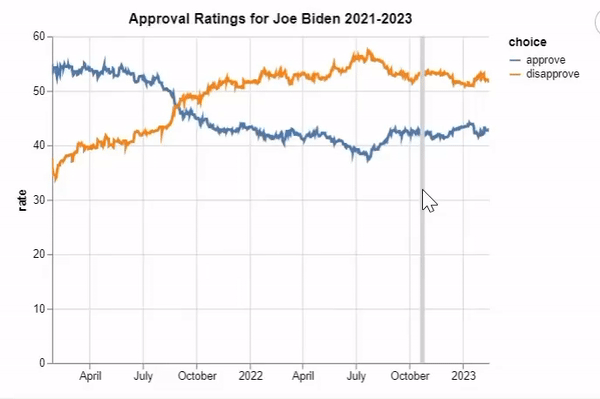 Approval Ratings for Joe Biden 2021-2023
choice
approve
disapprove
rate
60
50
40
30
20
10
0
April July October 2022 April July October 2023